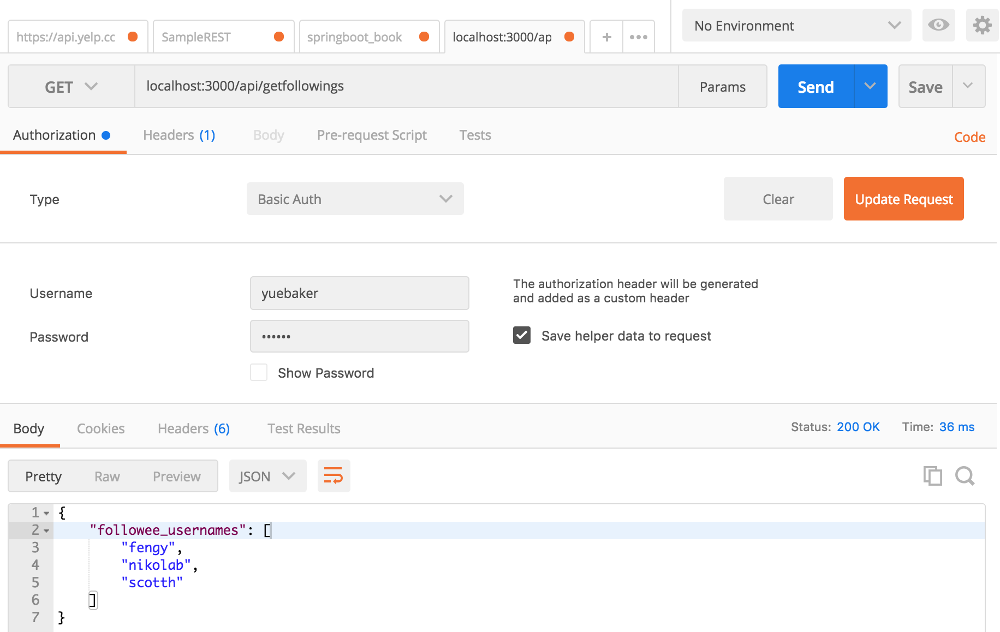 https://api.yelp.cc
SampleREST
springboot_book
localhost:3000/ap
+
•••
No Environment
GET
localhost:3000/api/getfollowings
Params
Send
Save
Authorization
Headers (1)
Body
Pre-request Script
Tests
Code
Type
Basic Auth
Clear
Update Request
Username
yuebaker
The authorization header will be generated
and added as a custom header
Password
••••••
Save helper data to request
Show Password
Body
Cookies
Headers (6)
Test Results
Status: 200 OK
Time: 36 ms
Pretty
Raw
Preview
JSON
1 {
2 "followee_usernames": [
3 "fengy",
4 "nikolab",
5 "scotth"
6 ]
7 }